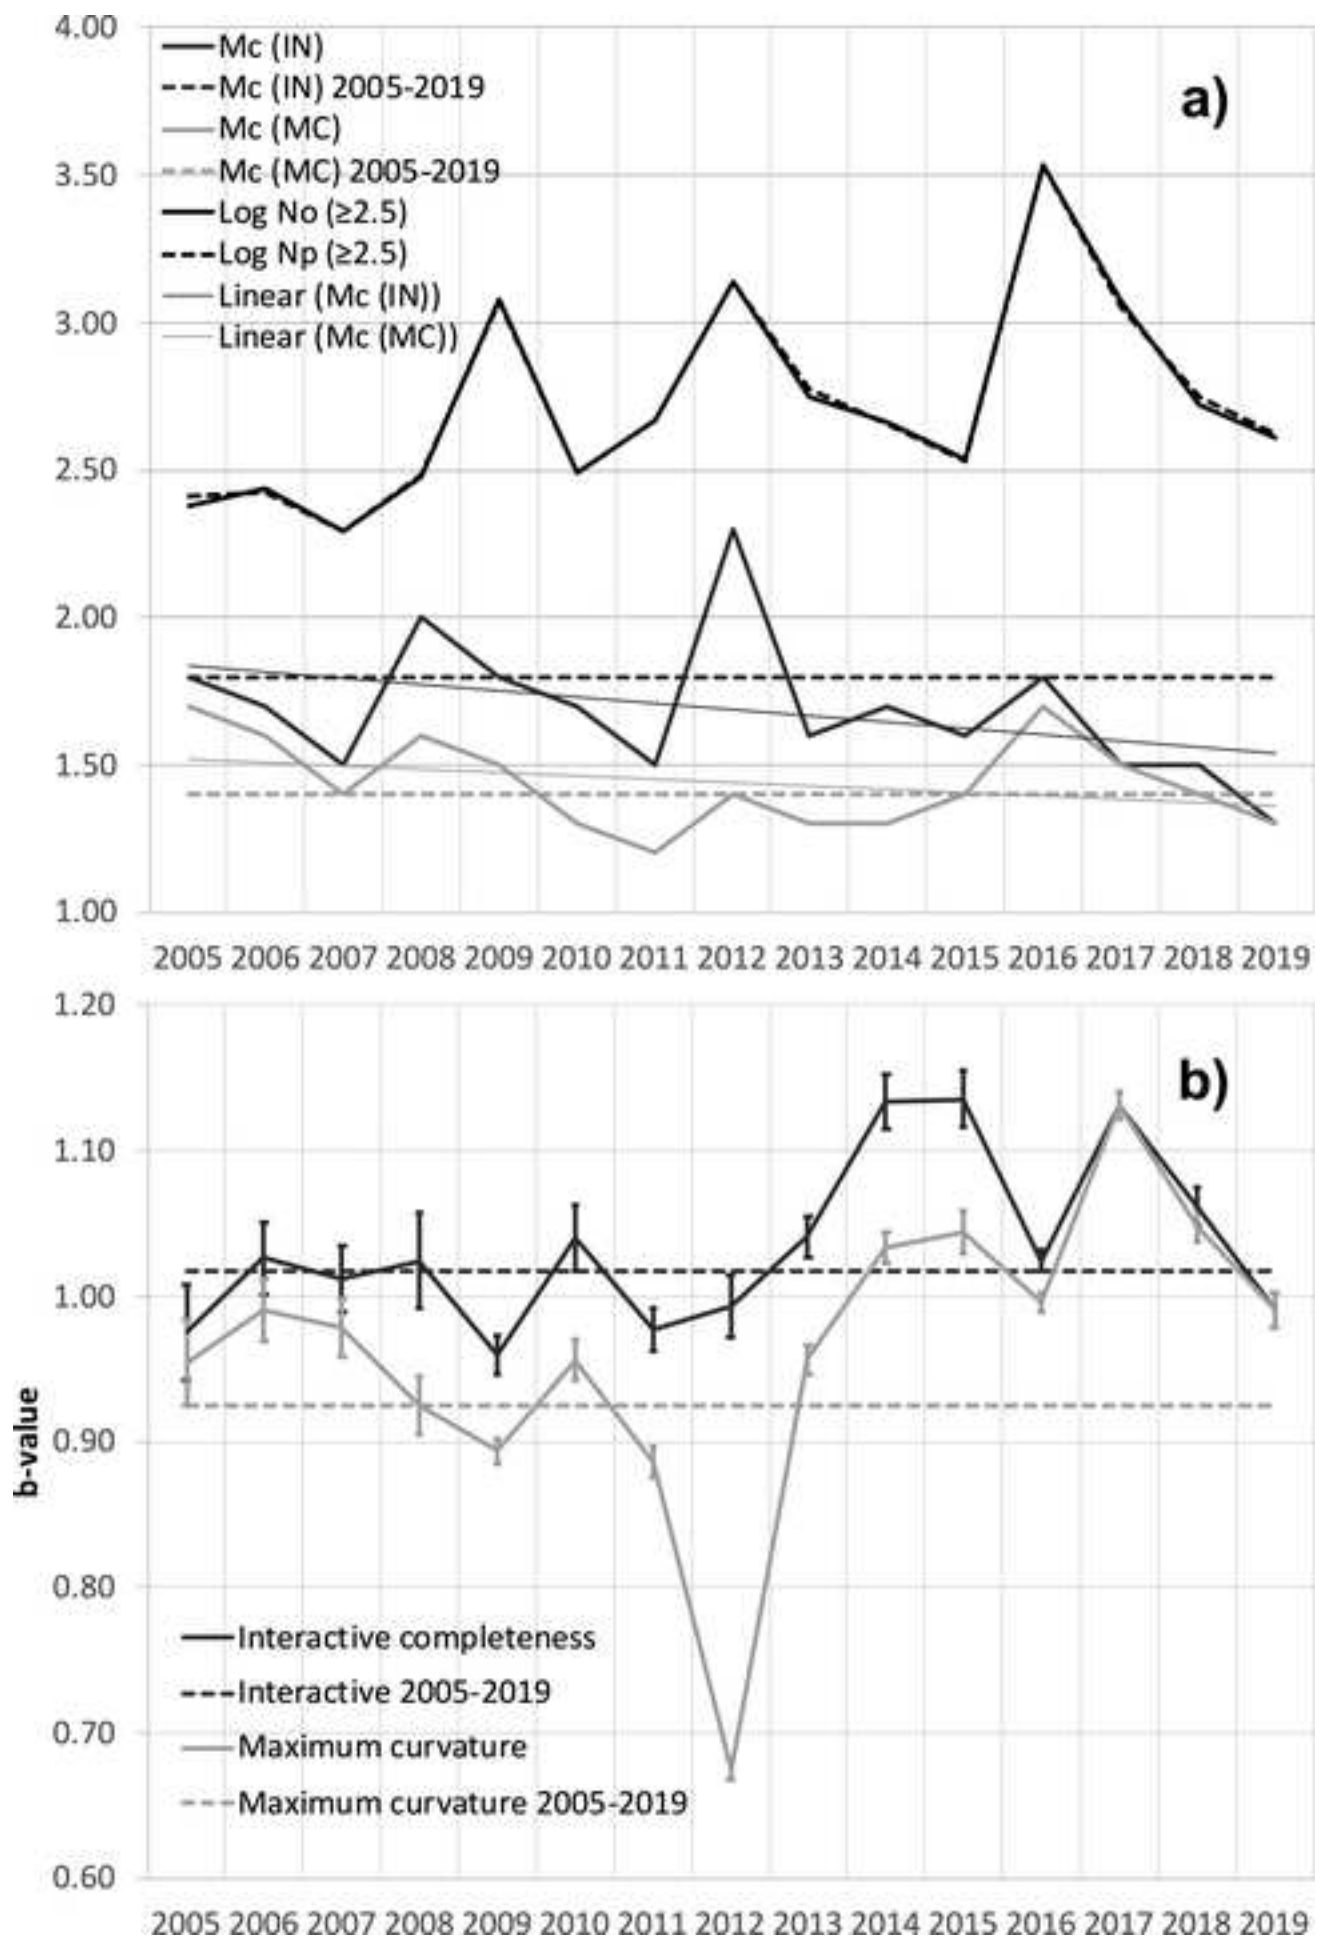 4.00
Mc (IN)
Mc (IN) 2005-2019
a)
Mc (MC)
3.50
Mc (MC) 2005-2019
Log No (≥2.5)
Log Np (≥2.5)
Linear (Mc (IN))
3.00
Linear (Mc (MC))
2.50
2.00
1.50
1.00
2005 2006 2007 2008 2009 2010 2011 2012 2013 2014 2015 2016 2017 2018 2019
1.20
b)
1.10
1.00
0.90
b-value
0.80
Interactive completeness
Interactive 2005-2019
0.70
Maximum curvature
Maximum curvature 2005-2019
0.60
2005 2006 2007 2008 2009 2010 2011 2012 2013 2014 2015 2016 2017 2018 2019